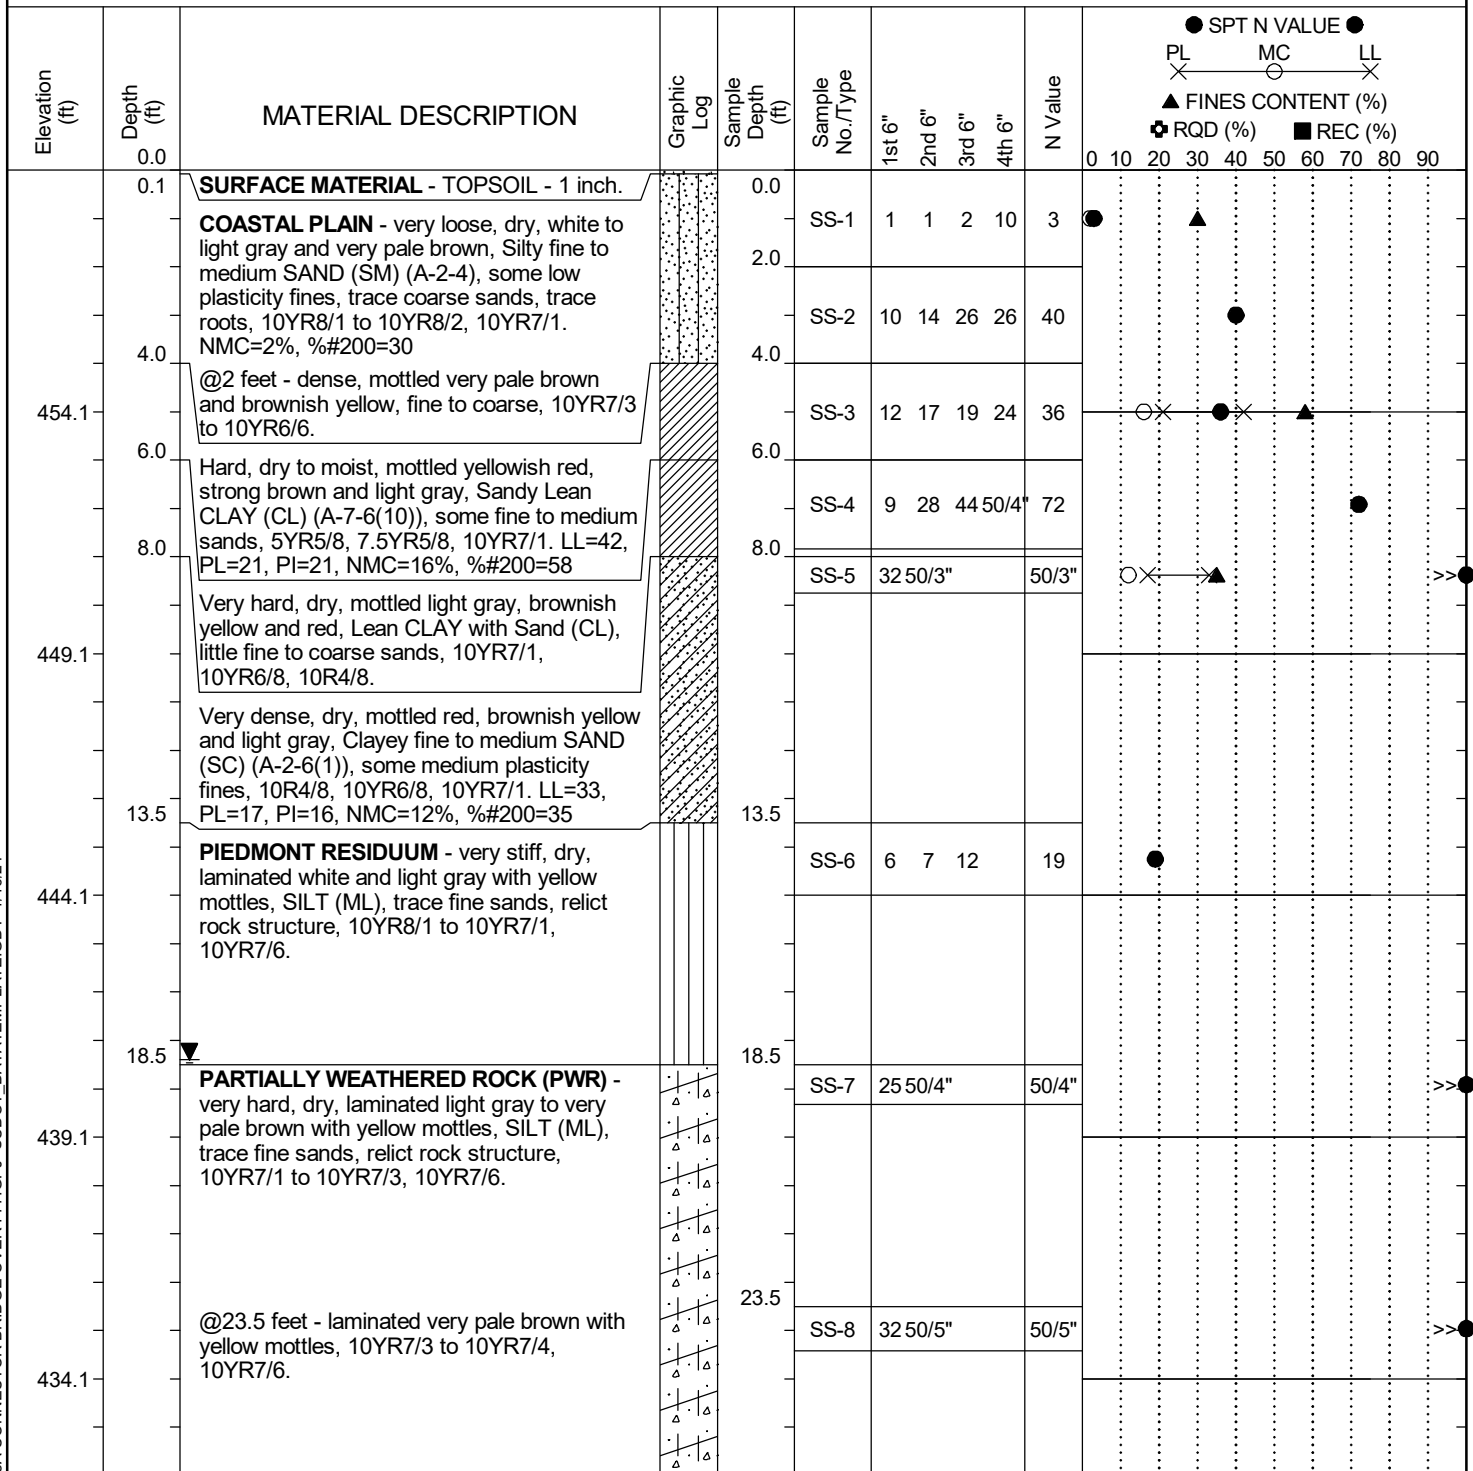 ● SPT N VALUE ●
PL MC LL
▲ FINES CONTENT (%)
RQD (%) ■ REC (%)
0 10 20 30 40 50 60 70 80 90
Elevation (ft)
Depth (ft)
0.0
MATERIAL DESCRIPTION
Graphic Log
Sample Depth (ft)
Sample No./Type
1st 6"
2nd 6"
3rd 6"
4th 6"
N Value
0.1 SURFACE MATERIAL - TOPSOIL - 1 inch. 0.0
COASTAL PLAIN - very loose, dry, white to
light gray and very pale brown, Silty fine to
medium SAND (SM) (A-2-4), some low
plasticity fines, trace coarse sands, trace
roots, 10YR8/1 to 10YR8/2, 10YR7/1.
NMC=2%, %#200=30
SS-1 1 1 2 10 3
2.0
SS-2 10 14 26 26 40
4.0 4.0
@2 feet - dense, mottled very pale brown
and brownish yellow, fine to coarse, 10YR7/3
to 10YR6/6.
454.1
SS-3 12 17 19 24 36
6.0 6.0
Hard, dry to moist, mottled yellowish red,
strong brown and light gray, Sandy Lean
CLAY (CL) (A-7-6(10)), some fine to medium
sands, 5YR5/8, 7.5YR5/8, 10YR7/1. LL=42,
PL=21, PI=21, NMC=16%, %#200=58
SS-4 9 28 44 50/4" 72
8.0 8.0
SS-5 32 50/3" 50/3" >>
Very hard, dry, mottled light gray, brownish
yellow and red, Lean CLAY with Sand (CL),
little fine to coarse sands, 10YR7/1,
10YR6/8, 10R4/8.
449.1
Very dense, dry, mottled red, brownish yellow
and light gray, Clayey fine to medium SAND
(SC) (A-2-6(1)), some medium plasticity
fines, 10R4/8, 10YR6/8, 10YR7/1. LL=33,
PL=17, PI=16, NMC=12%, %#200=35
13.5 13.5
PIEDMONT RESIDUUM - very stiff, dry,
laminated white and light gray with yellow
mottles, SILT (ML), trace fine sands, relict
rock structure, 10YR8/1 to 10YR7/1,
10YR7/6.
SS-6 6 7 12 19
444.1
18.5 18.5
PARTIALLY WEATHERED ROCK (PWR) -
very hard, dry, laminated light gray to very
pale brown with yellow mottles, SILT (ML),
trace fine sands, relict rock structure,
10YR7/1 to 10YR7/3, 10YR7/6.
SS-7 25 50/4" 50/4" >>
439.1
23.5
@23.5 feet - laminated very pale brown with
yellow mottles, 10YR7/3 to 10YR7/4,
10YR7/6.
SS-8 32 50/5" 50/5" >>
434.1